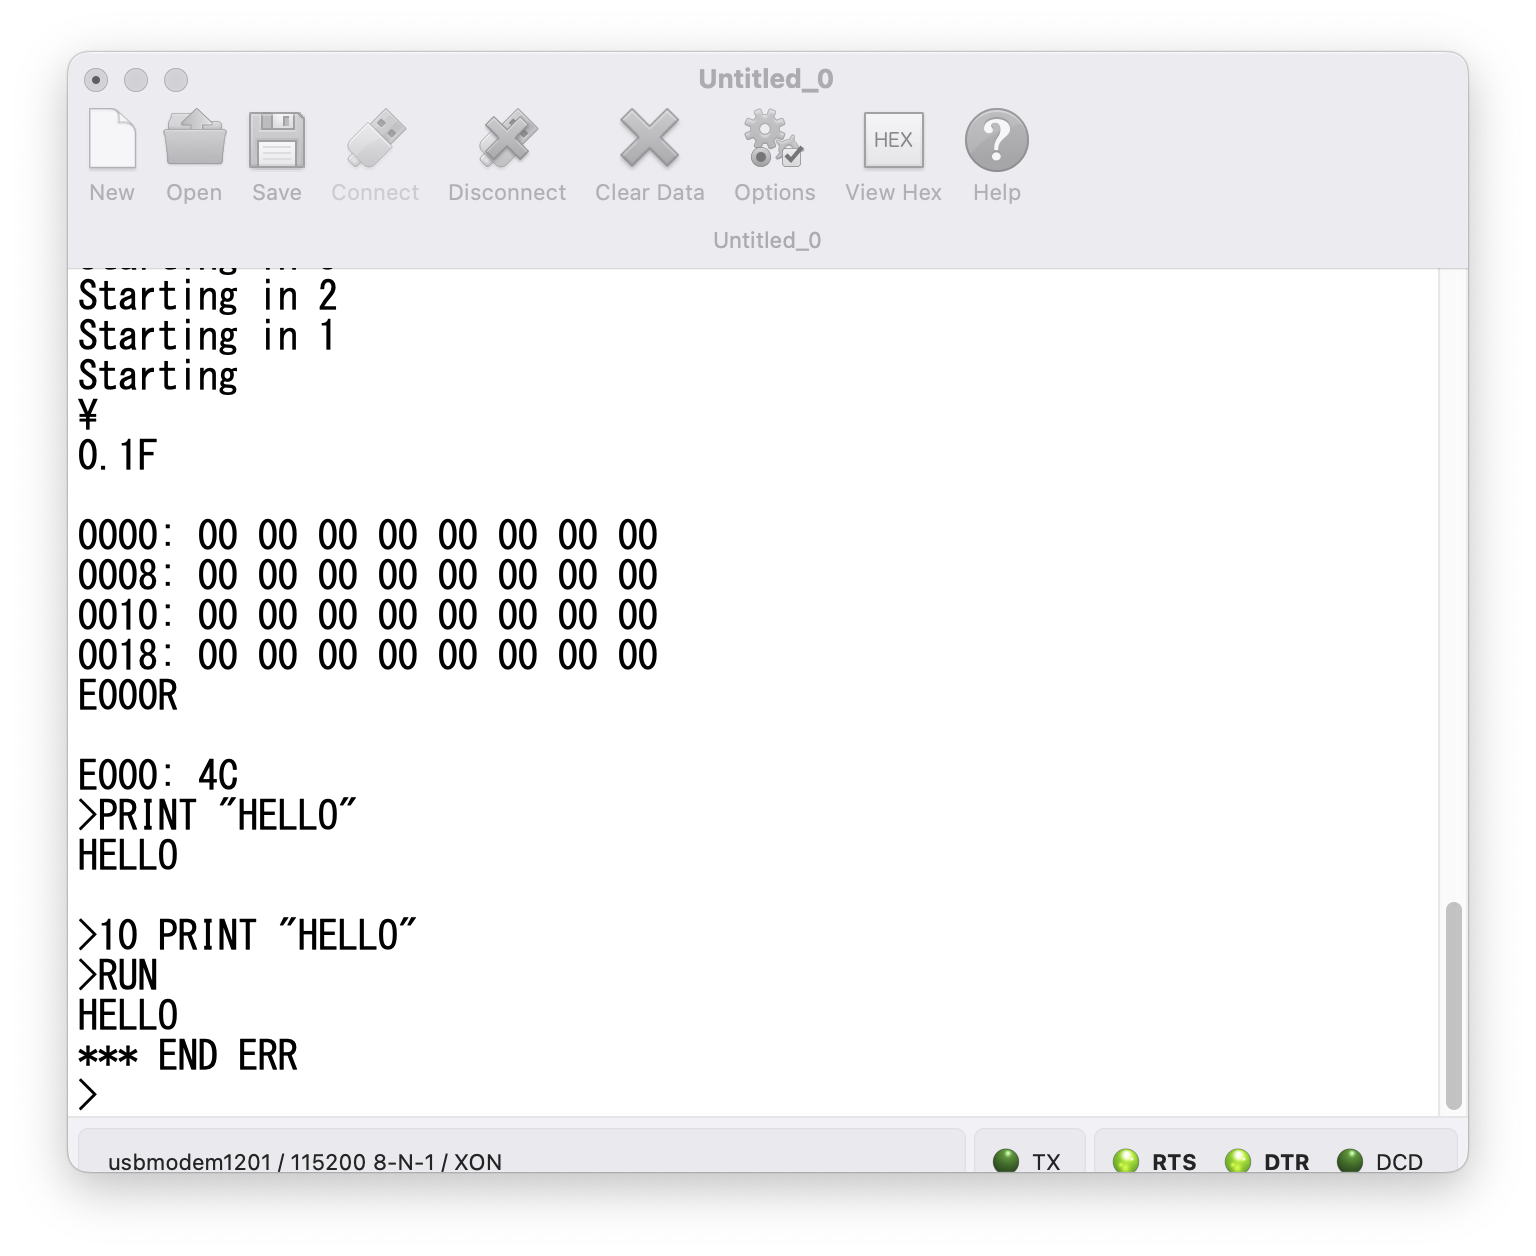 Untitled_0
New Open Save Connect Disconnect Clear Data Options HEX View Hex Help
Untitled_0
Starting in 2
Starting in 1
Starting
¥
0.1F
0000: 00 00 00 00 00 00 00 00
0008: 00 00 00 00 00 00 00 00
0010: 00 00 00 00 00 00 00 00
0018: 00 00 00 00 00 00 00 00
E000R
E000: 4C
>PRINT "HELLO"
HELLO
>10 PRINT "HELLO"
>RUN
HELLO
*** END ERR
>
usbmodem1201 / 115200 8-N-1 / XON TX RTS DTR DCD